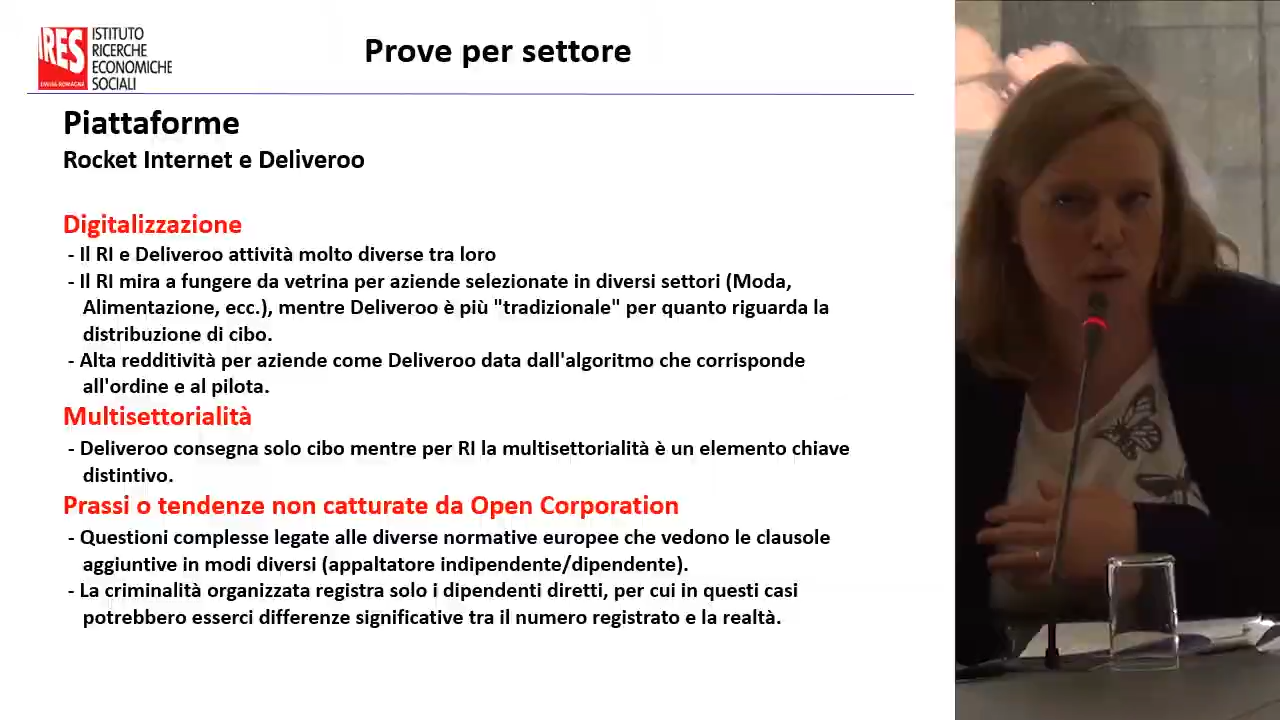 IRES
EMILIA-ROMAGNA
ISTITUTO
RICERCHE
ECONOMICHE
SOCIALI
Prove per settore
Piattaforme
Rocket Internet e Deliveroo
Digitalizzazione
- Il RI e Deliveroo attività molto diverse tra loro
- Il RI mira a fungere da vetrina per aziende selezionate in diversi settori (Moda,
Alimentazione, ecc.), mentre Deliveroo è più "tradizionale" per quanto riguarda la
distribuzione di cibo.
- Alta redditività per aziende come Deliveroo data dall'algoritmo che corrisponde
all'ordine e al pilota.
Multisettorialità
- Deliveroo consegna solo cibo mentre per RI la multisettorialità è un elemento chiave
distintivo.
Prassi o tendenze non catturate da Open Corporation
- Questioni complesse legate alle diverse normative europee che vedono le clausole
aggiuntive in modi diversi (appaltatore indipendente/dipendente).
- La criminalità organizzata registra solo i dipendenti diretti, per cui in questi casi
potrebbero esserci differenze significative tra il numero registrato e la realtà.